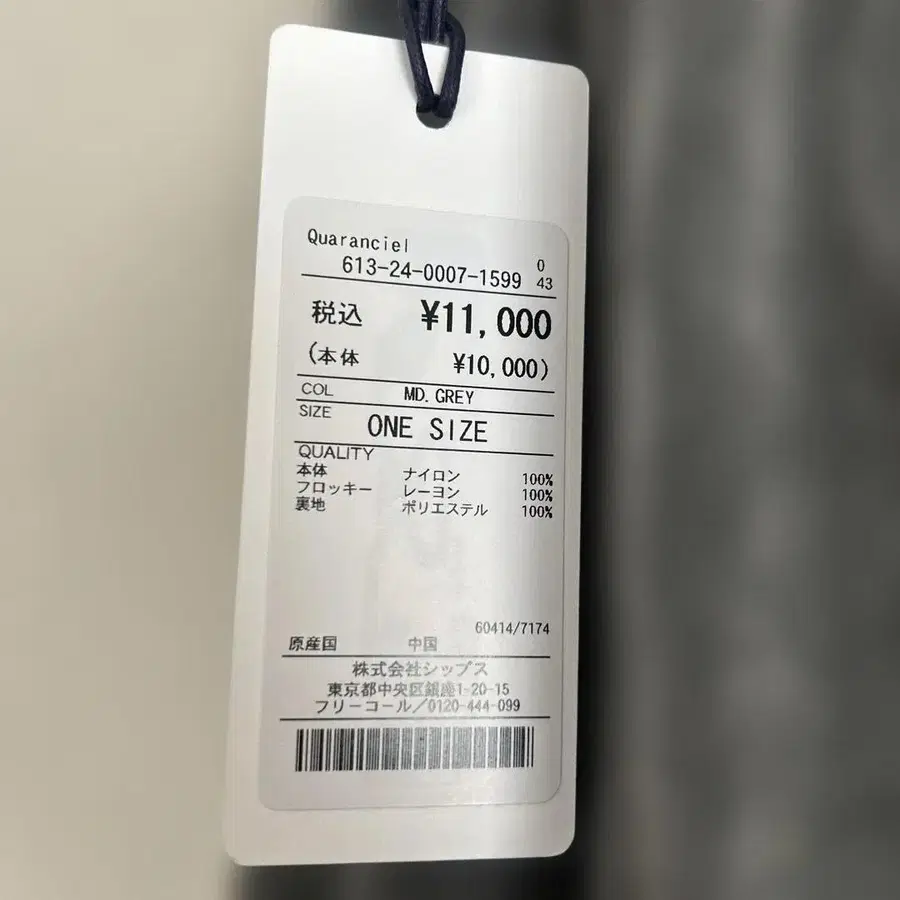 Quaranciel
613-24-0007-1599 0 43
税込 ¥11,000
(本体 ¥10,000)
COL MD. GREY
SIZE ONE SIZE
QUALITY
本体 ナイロン 100%
フロッキー レーヨン 100%
裏地 ポリエステル 100%
60414/7174
原産国 中国
株式会社シップス
東京都中央区銀座1-20-15
フリーコール/0120-444-099